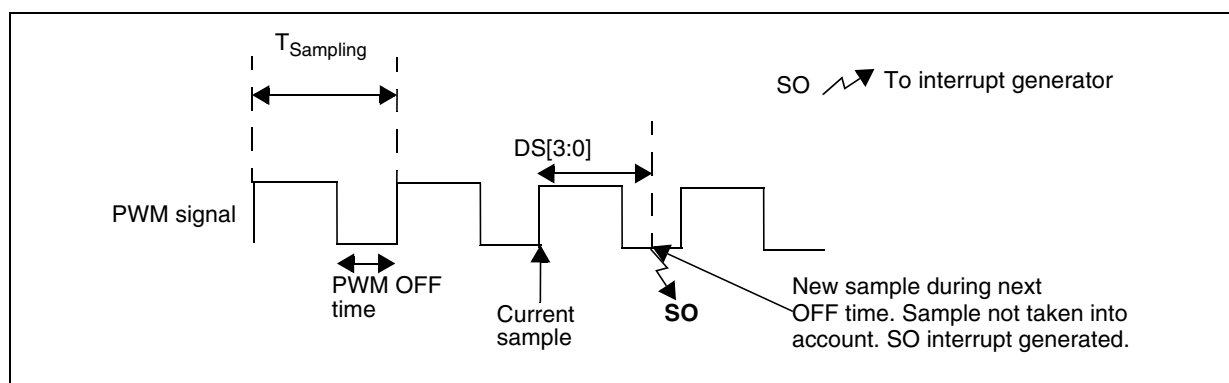 T_Sampling
SO To interrupt generator
DS[3:0]
PWM signal
PWM OFF
time
Current
sample
SO
New sample during next
OFF time. Sample not taken into
account. SO interrupt generated.